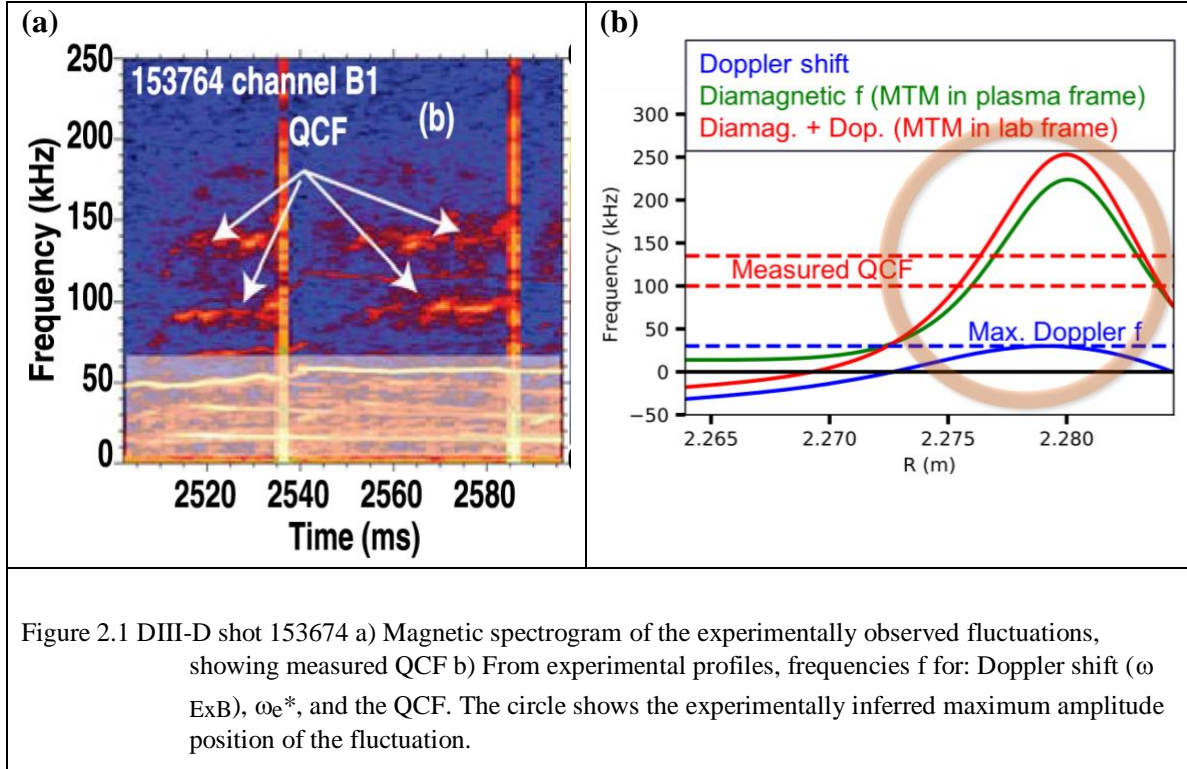 (a)
250
200
150
100
50
0
Frequency (kHz)
153764 channel B1
QCF
(b)
2520 2540 2560 2580
Time (ms)
(b)
Doppler shift
Diamagnetic f (MTM in plasma frame)
Diamag. + Dop. (MTM in lab frame)
300
250
200
150
100
50
0
−50
Frequency (kHz)
Measured QCF
Max. Doppler f
2.265 2.270 2.275 2.280
R (m)
Figure 2.1 DIII-D shot 153674 a) Magnetic spectrogram of the experimentally observed fluctuations,
showing measured QCF b) From experimental profiles, frequencies f for: Doppler shift (ω
ExB), ωe*, and the QCF. The circle shows the experimentally inferred maximum amplitude
position of the fluctuation.